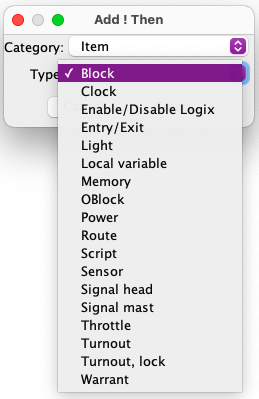 Add ! Then
Category: Item
Type
✓ Block
Clock
Enable/Disable Logix
Entry/Exit
Light
Local variable
Memory
OBlock
Power
Route
Script
Sensor
Signal head
Signal mast
Throttle
Turnout
Turnout, lock
Warrant